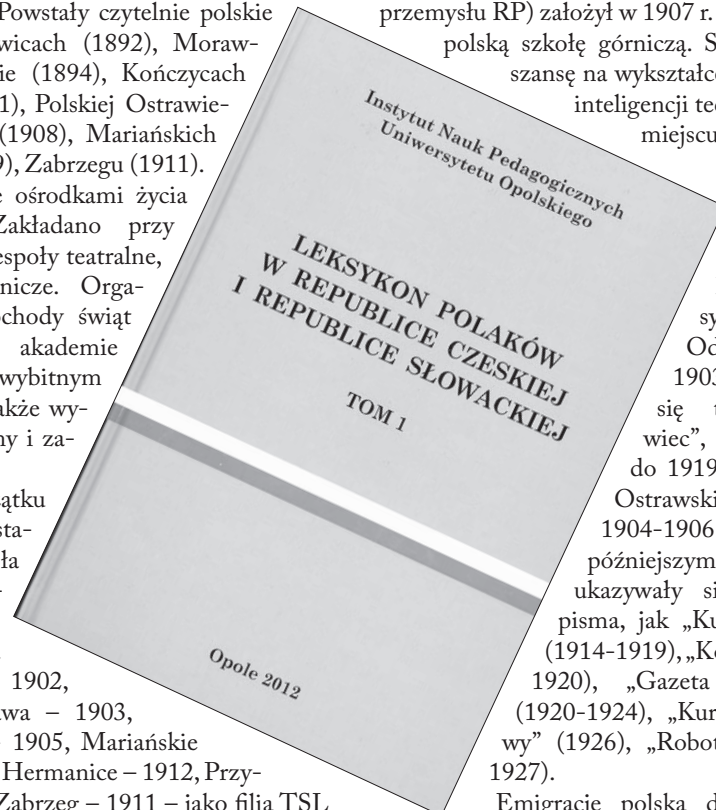 Powstały czytelnie polskie
wicach (1892), Moraw-
ie (1894), Kończycach
1), Polskiej Ostrawie-
(1908), Mariańskich
9), Zabrzegu (1911).
e ośrodkami życia
Zakładano przy
espoły teatralne,
nicze. Orga-
chody świąt
akademie
wybitnym
akże wy-
ny i za-
ątku
sta-
ła
1902,
wa – 1903,
1905, Mariańskie
Hermanice – 1912, Przy-
Zabrzeg – 1911 – jako filia TSL
Instytut Nauk Pedagogicznych
Uniwersytetu Opolskiego
LEKSYKON POLAKÓW
W REPUBLICE CZESKIEJ
I REPUBLICE SŁOWACKIEJ
TOM 1
Opole 2012
przemysłu RP) założył w 1907 r.
polską szkołę górniczą. S
szansę na wykształce
inteligencji tec
miejscu
sy
Od
1903
się t
wiec”,
do 1919
Ostrawski
1904-1906
późniejszym
ukazywały si
pisma, jak „Ku
(1914-1919), „Ko
1920), „Gazeta
(1920-1924), „Kur
wy” (1926), „Robot
1927).
Emigracja polska d